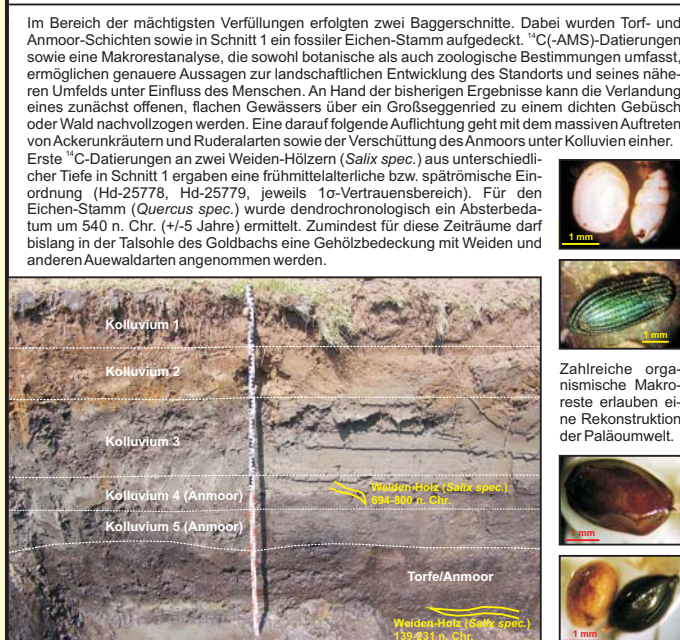 Im Bereich der mächtigsten Verfüllungen erfolgten zwei Baggerschnitte. Dabei wurden Torf- und
Anmoor-Schichten sowie in Schnitt 1 ein fossiler Eichen-Stamm aufgedeckt. ¹⁴C(-AMS)-Datierungen
sowie eine Makrorestanalyse, die sowohl botanische als auch zoologische Bestimmungen umfasst,
ermöglichen genauere Aussagen zur landschaftlichen Entwicklung des Standorts und seines nähe-
ren Umfelds unter Einfluss des Menschen. An Hand der bisherigen Ergebnisse kann die Verlandung
eines zunächst offenen, flachen Gewässers über ein Großseggenried zu einem dichten Gebüsch
oder Wald nachvollzogen werden. Eine darauf folgende Auflichtung geht mit dem massiven Auftreten
von Ackerunkräutern und Ruderalarten sowie der Verschüttung des Anmoors unter Kolluvien einher.
Erste ¹⁴C-Datierungen an zwei Weiden-Hölzern (Salix spec.) aus unterschiedli-
cher Tiefe in Schnitt 1 ergaben eine frühmittelalterliche bzw. spätrömische Ein-
ordnung (Hd-25778, Hd-25779, jeweils 1σ-Vertrauensbereich). Für den
Eichen-Stamm (Quercus spec.) wurde dendrochronologisch ein Absterbeda-
tum um 540 n. Chr. (+/-5 Jahre) ermittelt. Zumindest für diese Zeiträume darf
bislang in der Talsohle des Goldbachs eine Gehölzbedeckung mit Weiden und
anderen Auewaldarten angenommen werden.
1 mm
1 mm
Zahlreiche orga-
nismische Makro-
reste erlauben ei-
ne Rekonstruktion
der Paläoumwelt.
1 mm
1 mm
Kolluvium 1
Kolluvium 2
Kolluvium 3
Kolluvium 4 (Anmoor)
Weiden-Holz (Salix spec.)
694-800 n. Chr.
Kolluvium 5 (Anmoor)
Torfe/Anmoor
Weiden-Holz (Salix spec.)
139-231 n. Chr.